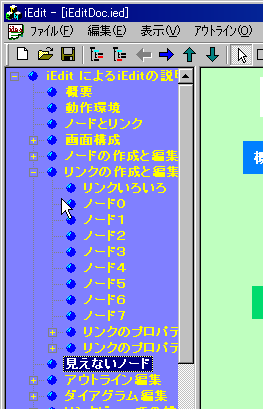 iEdit - [iEditDoc.ied]
ファイル(F) 編集(E) 表示(V) アウトライン(O)
iEdit によるiEditの説明
概要
動作環境
ノードとリンク
画面構成
ノードの作成と編集
リンクの作成と編集
リンクいろいろ
ノード0
ノード1
ノード2
ノード3
ノード4
ノード5
ノード6
ノード7
リンクのプロパテ
リンクのプロパテ
見えないノード
アウトライン編集
ダイアグラム編集